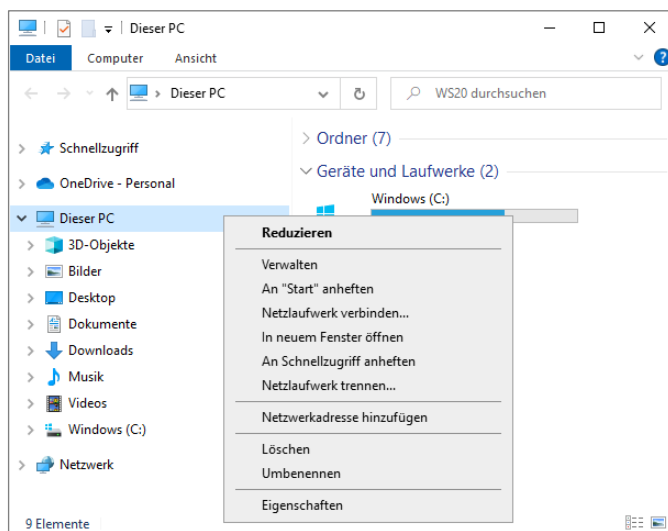 Dieser PC
Datei Computer Ansicht
Dieser PC
WS20 durchsuchen
Schnellzugriff
OneDrive - Personal
Dieser PC
3D-Objekte
Bilder
Desktop
Dokumente
Downloads
Musik
Videos
Windows (C:)
Netzwerk
Ordner (7)
Geräte und Laufwerke (2)
Windows (C:)
Reduzieren
Verwalten
An "Start" anheften
Netzlaufwerk verbinden...
In neuem Fenster öffnen
An Schnellzugriff anheften
Netzlaufwerk trennen...
Netzwerkadresse hinzufügen
Löschen
Umbenennen
Eigenschaften
9 Elemente